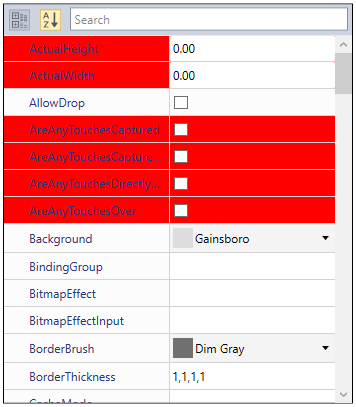 A Z Search
ActualHeight 0.00
ActualWidth 0.00
AllowDrop
AreAnyTouchesCaptured
AreAnyTouchesCapture...
AreAnyTouchesDirectly...
AreAnyTouchesOver
Background Gainsboro
BindingGroup
BitmapEffect
BitmapEffectInput
BorderBrush Dim Gray
BorderThickness 1,1,1,1
CacheMode